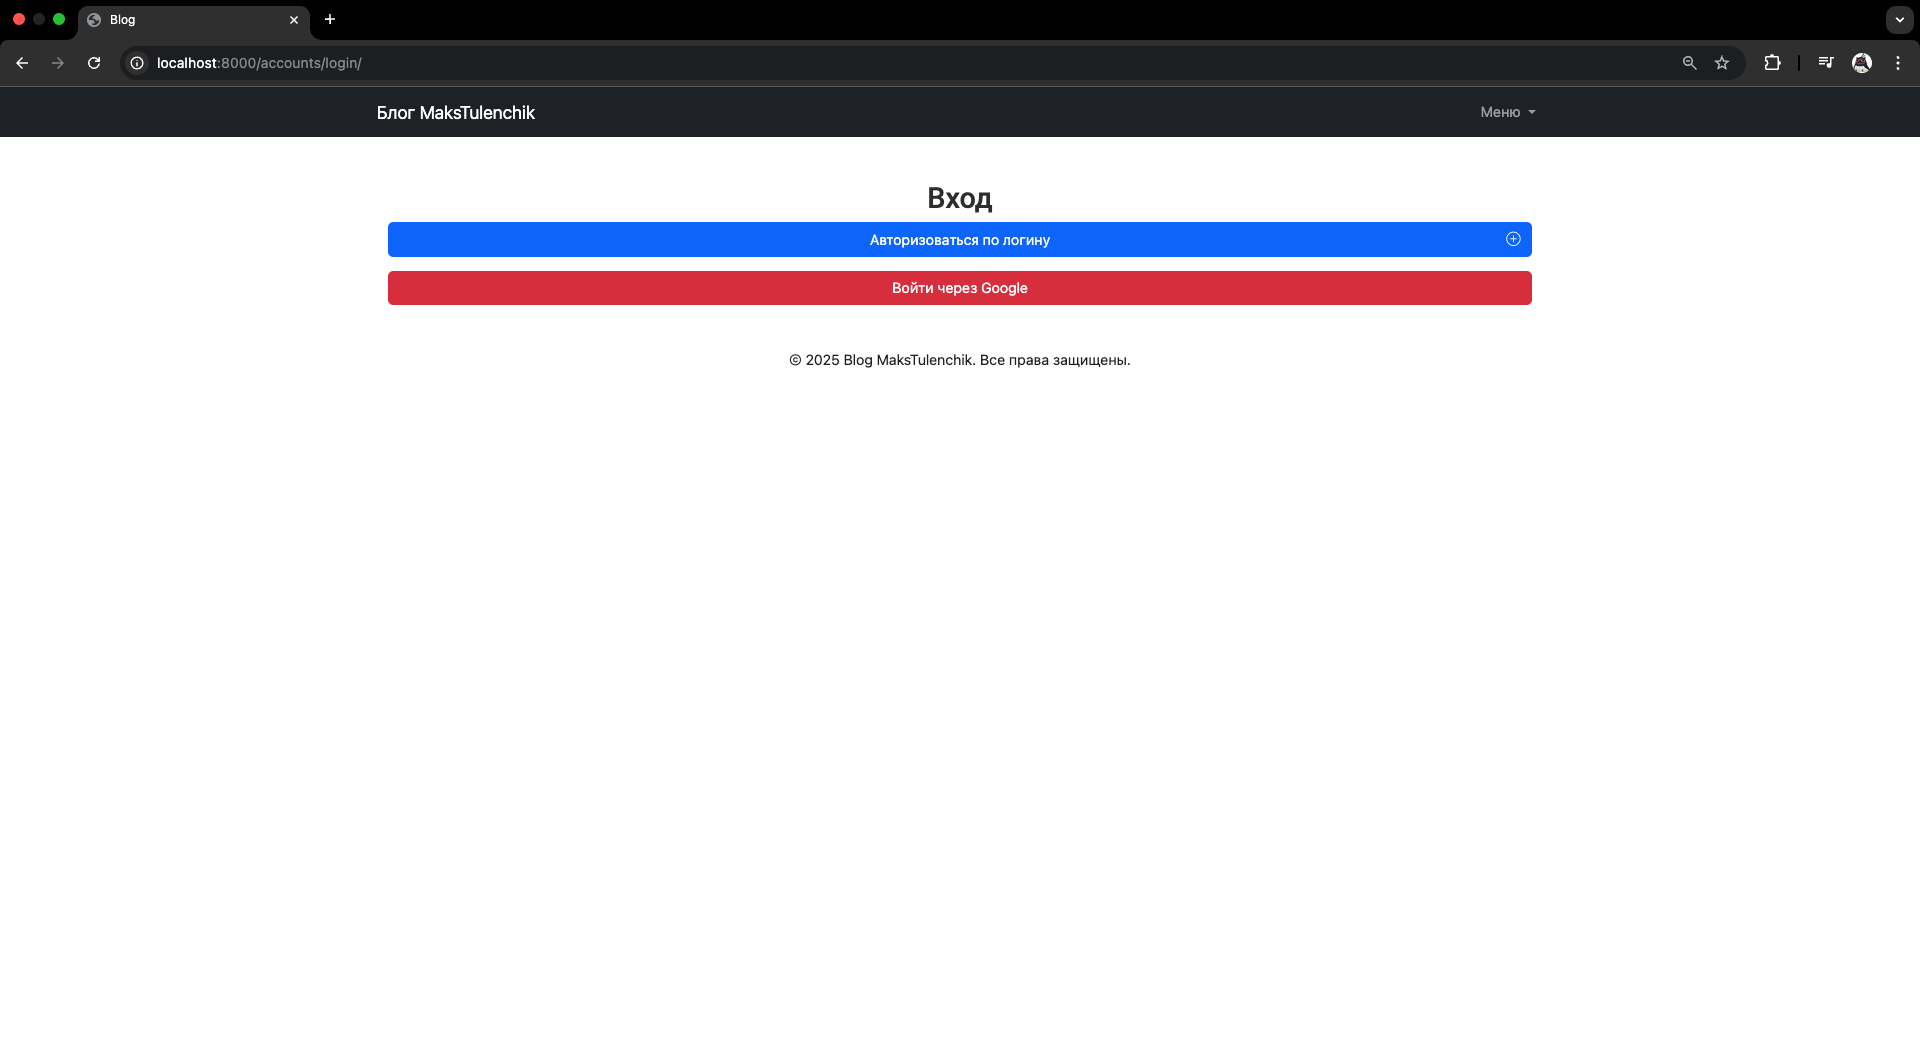 Blog
localhost:8000/accounts/login/
Блог MaksTulenchik
Меню
Вход
Авторизоваться по логину
Войти через Google
© 2025 Blog MaksTulenchik. Все права защищены.